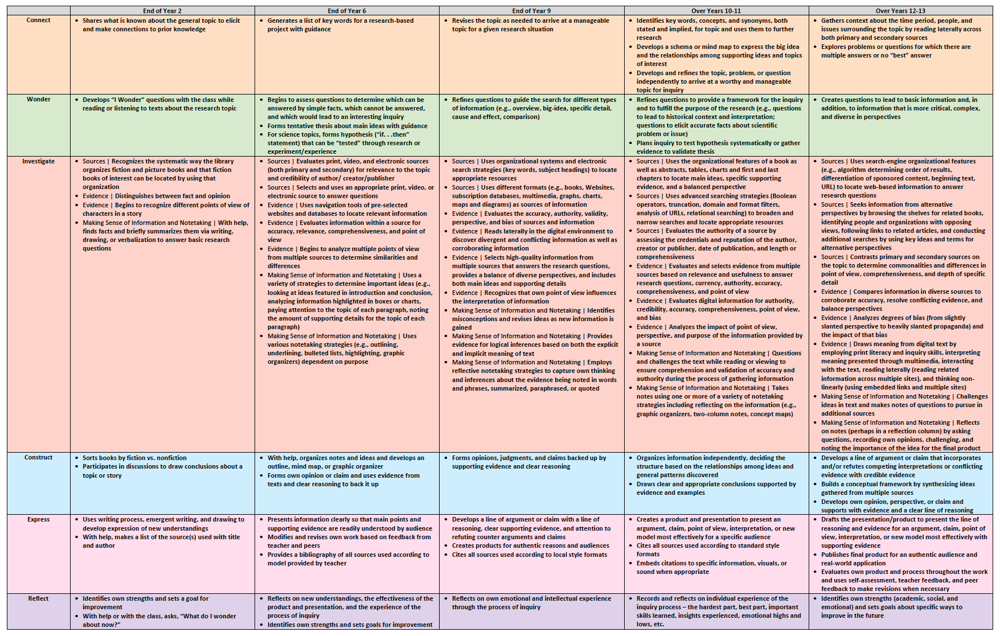 End of Year 2
End of Year 6
End of Year 9
Over Years 10-11
Over Years 12-13
Connect
• Shares what is known about the general topic to elicit
and make connections to prior knowledge
• Generates a list of key words for a research-based
project with guidance
• Revises the topic as needed to arrive at a manageable
topic for a given research situation
• Identifies key words, concepts, and synonyms, both
stated and implied, for topic and uses them to further
research
• Develops a schema or mind map to express the big idea
and the relationships among supporting ideas and topics
of interest
• Develops and refines the topic, problem, or question
independently to arrive at a worthy and manageable
topic for inquiry
• Gathers context about the time period, people, and
issues surrounding the topic by reading laterally across
both primary and secondary sources
• Explores problems or questions for which there are
multiple answers or no “best” answer
Wonder
• Develops “I Wonder” questions with the class while
reading or listening to texts about the research topic
• Begins to assess questions to determine which can be
answered by simple facts, which cannot be answered,
and which would lead to an interesting inquiry
• Forms tentative thesis about main ideas with guidance
• For science topics, forms hypothesis (“if. . .then”
statement) that can be “tested” through research or
experiment/experience
• Refines questions to guide the search for different types
of information (e.g., overview, big-idea, specific detail,
cause and effect, comparison)
• Refines questions to provide a framework for the inquiry
and to fulfill the purpose of the research (e.g., questions
to lead to historical context and interpretation;
questions to elicit accurate facts about scientific
problem or issue)
• Plans inquiry to test hypothesis systematically or gather
evidence to validate thesis
• Creates questions to lead to basic information and, in
addition, to information that is more critical, complex,
and diverse in perspectives
Investigate
• Sources | Recognizes the systematic way the library
organizes fiction and picture books and that fiction
books of interest can be located by using that
organization
• Evidence | Distinguishes between fact and opinion
• Evidence | Begins to recognize different points of view of
characters in a story
• Making Sense of Information and Notetaking | With help,
finds facts and briefly summarizes them via writing,
drawing, or verbalization to answer basic research
questions
• Sources | Evaluates print, video, and electronic sources
(both primary and secondary) for relevance to the topic
and credibility of author/ creator/publisher
• Sources | Selects and uses an appropriate print, video, or
electronic source to answer questions
• Evidence | Uses navigation tools of pre-selected
websites and databases to locate relevant information
• Evidence | Evaluates information within a source for
accuracy, relevance, comprehensiveness, and point of
view
• Evidence | Begins to analyze multiple points of view
from multiple sources to determine similarities and
differences
• Making Sense of Information and Notetaking | Uses a
variety of strategies to determine important ideas (e.g.,
looking at ideas featured in introduction and conclusion,
analyzing information highlighted in boxes or charts,
paying attention to the topic of each paragraph, noting
the amount of supporting details for the topic of each
paragraph)
• Making Sense of Information and Notetaking | Uses
various notetaking strategies (e.g., outlining,
underlining, bulleted lists, highlighting, graphic
organizers) dependent on purpose
• Sources | Uses organizational systems and electronic
search strategies (key words, subject headings) to locate
appropriate resources
• Sources | Uses different formats (e.g., books, Websites,
subscription databases, multimedia, graphs, charts,
maps and diagrams) as sources of information
• Evidence | Evaluates the accuracy, authority, validity,
perspective, and bias of sources and information
• Evidence | Reads laterally in the digital environment to
discover divergent and conflicting information as well as
corroborating information
• Evidence | Selects high-quality information from
multiple sources that answers the research questions,
provides a balance of diverse perspectives, and includes
both main ideas and supporting details
• Evidence | Recognizes that own point of view influences
the interpretation of information
• Making Sense of Information and Notetaking | Identifies
misconceptions and revises ideas as new information is
gained
• Making Sense of Information and Notetaking | Provides
evidence for logical inferences based on both the explicit
and implicit meaning of text
• Making Sense of Information and Notetaking | Employs
reflective notetaking strategies to capture own thinking
and inferences about the evidence being noted in words
and phrases, summarized, paraphrased, or quoted
• Sources | Uses the organizational features of a book as
well as abstracts, tables, charts and first and last
chapters to locate main ideas, specific supporting
evidence, and a balanced perspective
• Sources | Uses advanced searching strategies (Boolean
operators, truncation, domain and format filters,
analysis of URLs, relational searching) to broaden and
narrow searches and locate appropriate resources
• Sources | Evaluates the authority of a source by
assessing the credentials and reputation of the author,
creator or publisher, date of publication, and length or
comprehensiveness
• Evidence | Evaluates and selects evidence from multiple
sources based on relevance and usefulness to answer
research questions, currency, authority, accuracy,
comprehensiveness, and point of view
• Evidence | Evaluates digital information for authority,
credibility, accuracy, comprehensiveness, point of view,
and bias
• Evidence | Analyzes the impact of point of view,
perspective, and purpose of the information provided by
a source
• Making Sense of Information and Notetaking | Questions
and challenges the text while reading or viewing to
ensure comprehension and validation of accuracy and
authority during the process of gathering information
• Making Sense of Information and Notetaking | Takes
notes using one or more of a variety of notetaking
strategies including reflecting on the information (e.g.,
graphic organizers, two-column notes, concept maps)
• Sources | Uses search-engine organizational features
(e.g., algorithm determining order of results,
differentiation of sponsored content, beginning text,
URL) to locate web-based information to answer
research questions
• Sources | Seeks information from alternative
perspectives by browsing the shelves for related books,
identifying people and organizations with opposing
views, following links to related articles, and conducting
additional searches by using key ideas and terms for
alternative perspectives
• Sources | Contrasts primary and secondary sources on
the topic to determine commonalities and differences in
point of view, comprehensiveness, and depth of specific
detail
• Evidence | Compares information in diverse sources to
corroborate accuracy, resolve conflicting evidence, and
balance perspectives
• Evidence | Analyzes degrees of bias (from slightly
slanted perspective to heavily slanted propaganda) and
the impact of that bias
• Evidence | Draws meaning from digital text by
employing print literacy and inquiry skills, interpreting
meaning presented through multimedia, interacting
with the text, reading laterally (reading related
information across multiple sites), and thinking non-
linearly (using embedded links and multiple sites)
• Making Sense of Information and Notetaking | Challenges
ideas in text and makes notes of questions to pursue in
additional sources
• Making Sense of Information and Notetaking | Reflects
on notes (perhaps in a reflection column) by asking
questions, recording own opinions, challenging, and
noting the importance of the idea for the final product
Construct
• Sorts books by fiction vs. nonfiction
• Participates in discussions to draw conclusions about a
topic or story
• With help, organizes notes and ideas and develops an
outline, mind map, or graphic organizer
• Forms own opinion or claim and uses evidence from
texts and clear reasoning to back it up
• Forms opinions, judgments, and claims backed up by
supporting evidence and clear reasoning
• Organizes information independently, deciding the
structure based on the relationships among ideas and
general patterns discovered
• Draws clear and appropriate conclusions supported by
evidence and examples
• Develops a line of argument or claim that incorporates
and/or refutes competing interpretations or conflicting
evidence with credible evidence
• Builds a conceptual framework by synthesizing ideas
gathered from multiple sources
• Develops own opinion, perspective, or claim and
supports with evidence and a clear line of reasoning
Express
• Uses writing process, emergent writing, and drawing to
develop expression of new understandings
• With help, makes a list of the source(s) used with title
and author
• Presents information clearly so that main points and
supporting evidence are readily understood by audience
• Modifies and revises own work based on feedback from
teacher and peers
• Provides a bibliography of all sources used according to
model provided by teacher
• Develops a line of argument or claim with a line of
reasoning, clear supporting evidence, and attention to
refuting counter arguments and claims
• Creates products for authentic reasons and audiences
• Cites all sources used according to local style formats
• Creates a product and presentation to present an
argument, claim, point of view, interpretation, or new
model most effectively for a specific audience
• Cites all sources used according to standard style
formats
• Embeds citations to specific information, visuals, or
sound when appropriate
• Drafts the presentation/product to present the line of
reasoning and evidence for an argument, claim, point of
view, interpretation, or new model most effectively with
supporting evidence
• Publishes final product for an authentic audience and
real-world application
• Evaluates own product and process throughout the work
and uses self-assessment, teacher feedback, and peer
feedback to make revisions when necessary
Reflect
• Identifies own strengths and sets a goal for
improvement
• With help or with the class, asks, “What do I wonder
about now?”
• Reflects on new understandings, the effectiveness of the
product and presentation, and the experience of the
process of inquiry
• Identifies own strengths and sets goals for improvement
• Reflects on own emotional and intellectual experience
through the process of inquiry
• Records and reflects on individual experience of the
inquiry process – the hardest part, best part, important
skills learned, insights experienced, emotional highs and
lows, etc.
• Identifies own strengths (academic, social, and
emotional) and sets goals about specific ways to
improve in the future